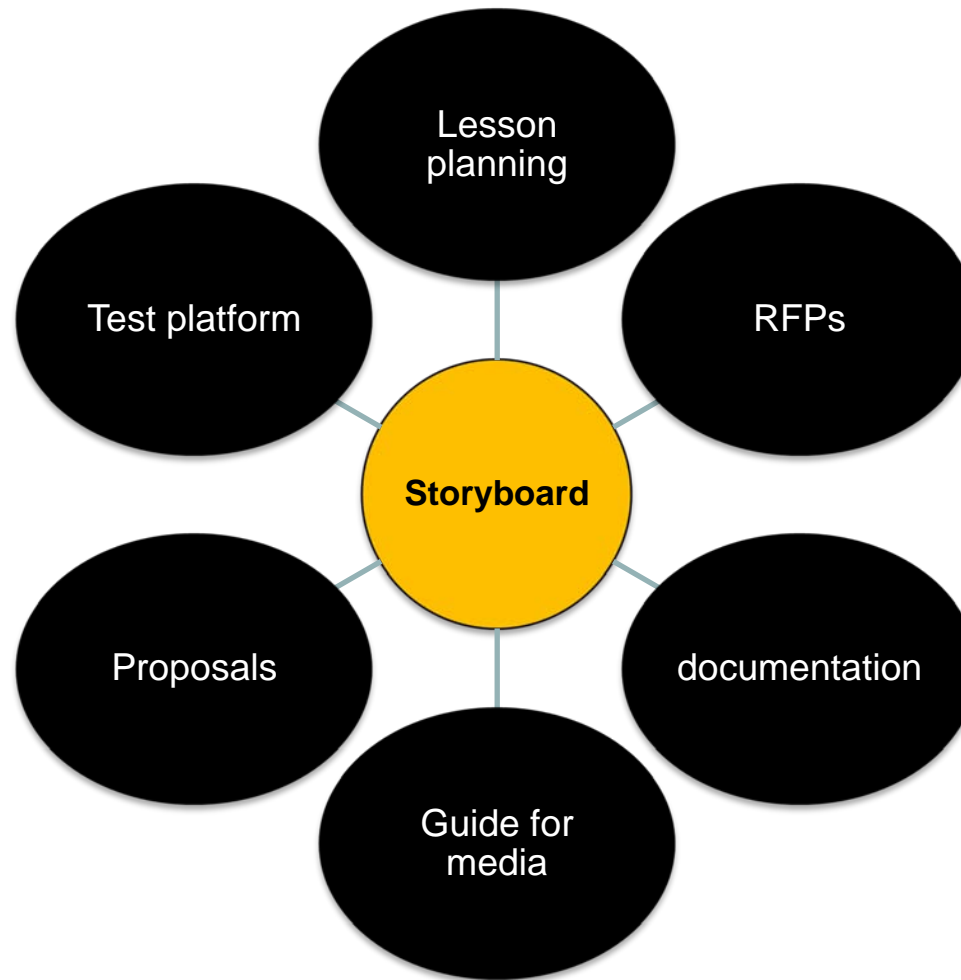 Lesson
planning
Test platform
RFPs
Storyboard
Proposals
documentation
Guide for
media